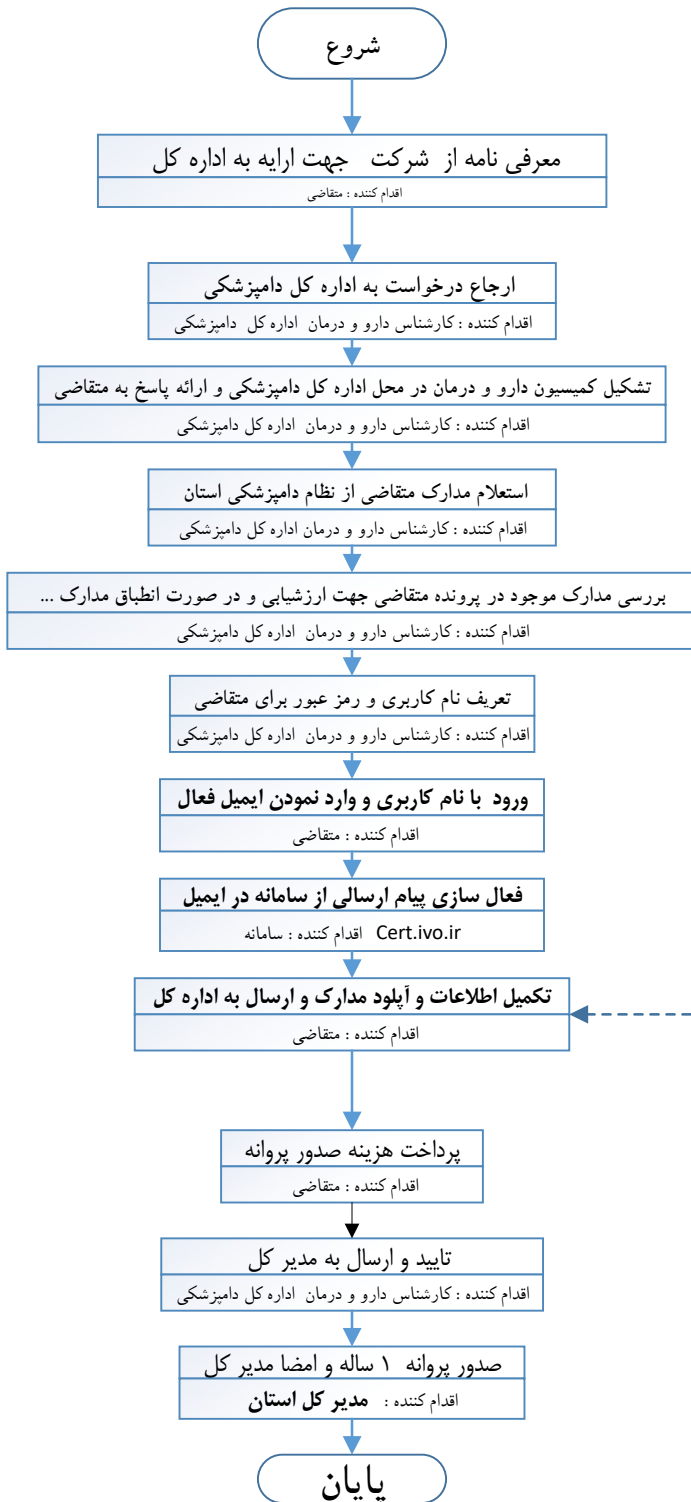 شروع
معرفی نامه از شرکت جهت ارایه به اداره کل
اقدام کننده : متقاضی
ارجاع درخواست به اداره کل دامپزشکی
اقدام کننده : کارشناس دارو و درمان اداره کل دامپزشکی
تشکیل کمیسیون دارو و درمان در محل اداره کل دامپزشکی و ارائه پاسخ به متقاضی
اقدام کننده : کارشناس دارو و درمان اداره کل دامپزشکی
استعلام مدارک متقاضی از نظام دامپزشکی استان
اقدام کننده : کارشناس دارو و درمان اداره کل دامپزشکی
بررسی مدارک موجود در پرونده متقاضی جهت ارزشیابی و در صورت انطباق مدارک ...
اقدام کننده : کارشناس دارو و درمان اداره کل دامپزشکی
تعریف نام کاربری و رمز عبور برای متقاضی
اقدام کننده : کارشناس دارو و درمان اداره کل دامپزشکی
ورود با نام کاربری و وارد نمودن ایمیل فعال
اقدام کننده : متقاضی
فعال سازی پیام ارسالی از سامانه در ایمیل
اقدام کننده : سامانه Cert.ivo.ir
تکمیل اطلاعات و آپلود مدارک و ارسال به اداره کل
اقدام کننده : متقاضی
پرداخت هزینه صدور پروانه
اقدام کننده : متقاضی
تایید و ارسال به مدیر کل
اقدام کننده : کارشناس دارو و درمان اداره کل دامپزشکی
صدور پروانه ۱ ساله و امضا مدیر کل
اقدام کننده : مدیر کل استان
پایان